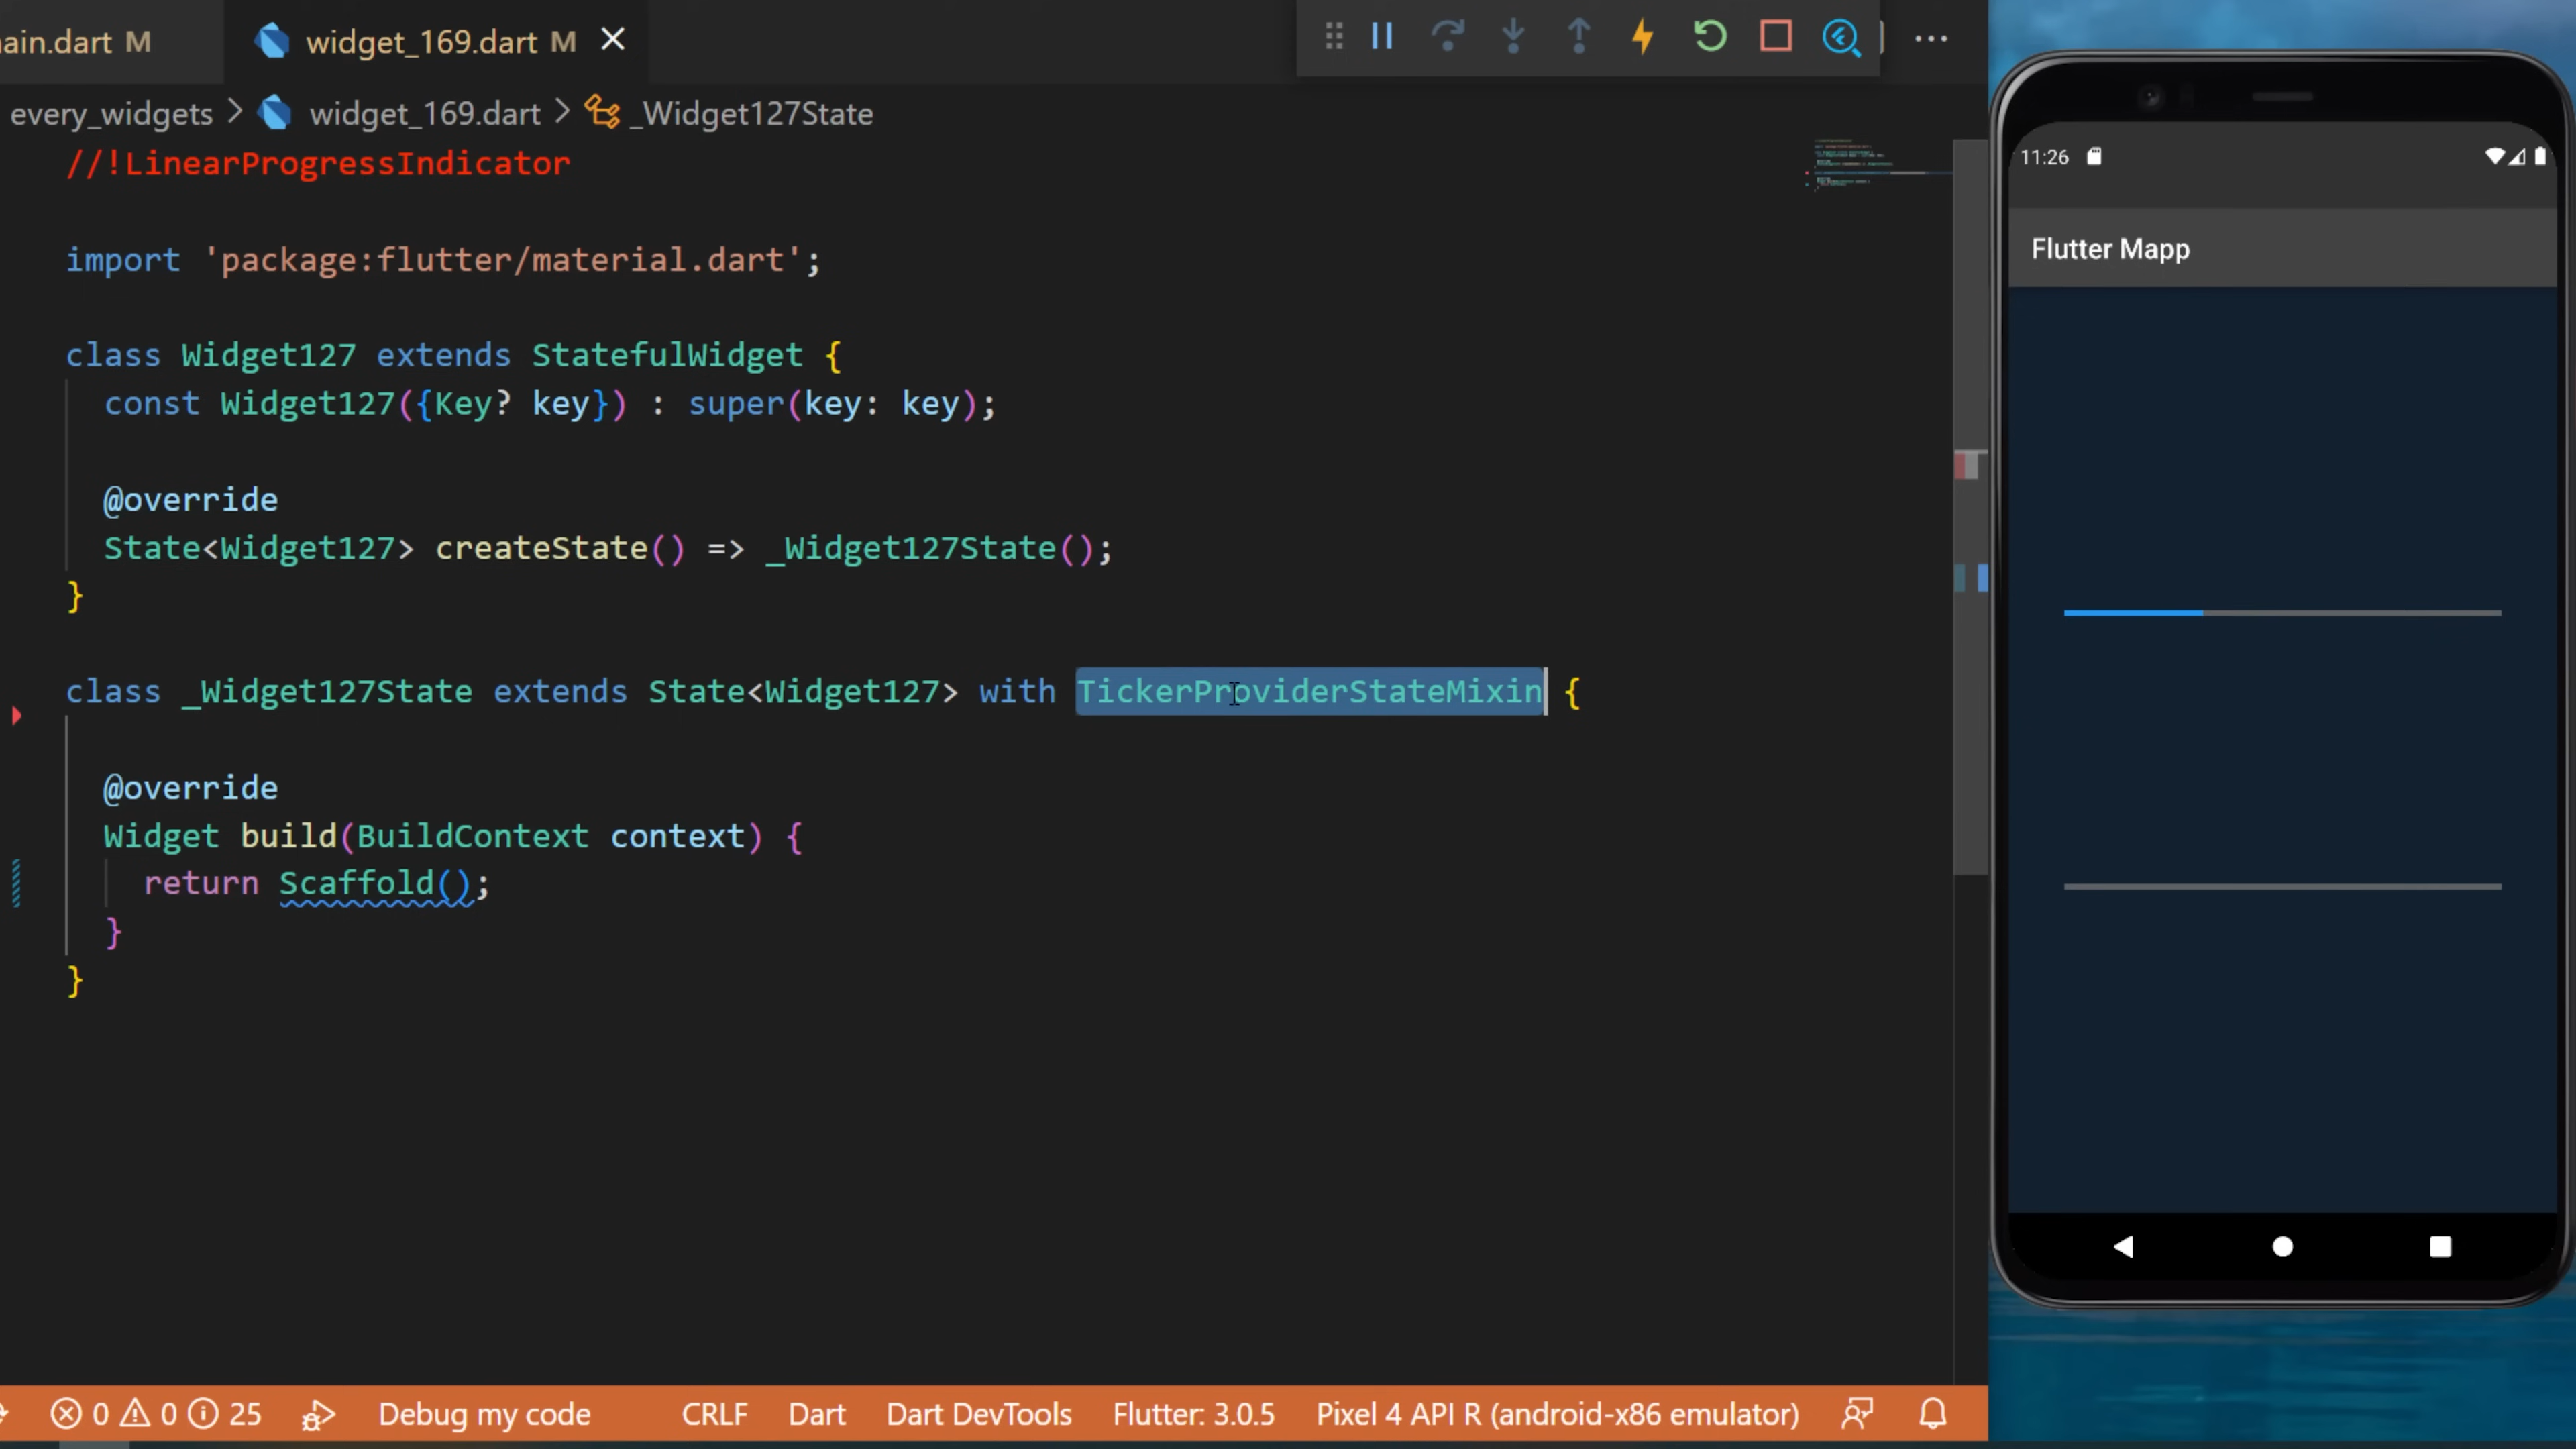 ain.dart M
widget_169.dart M
every_widgets > widget_169.dart > _Widget127State
//!LinearProgressIndicator
import 'package:flutter/material.dart';
class Widget127 extends StatefulWidget {
const Widget127({Key? key}) : super(key: key);
@override
State<Widget127> createState() => _Widget127State();
}
class _Widget127State extends State<Widget127> with TickerProviderStateMixin {
@override
Widget build(BuildContext context) {
return Scaffold();
}
}
0 0 25 Debug my code CRLF Dart Dart DevTools Flutter: 3.0.5 Pixel 4 API R (android-x86 emulator)
11:26
Flutter Mapp